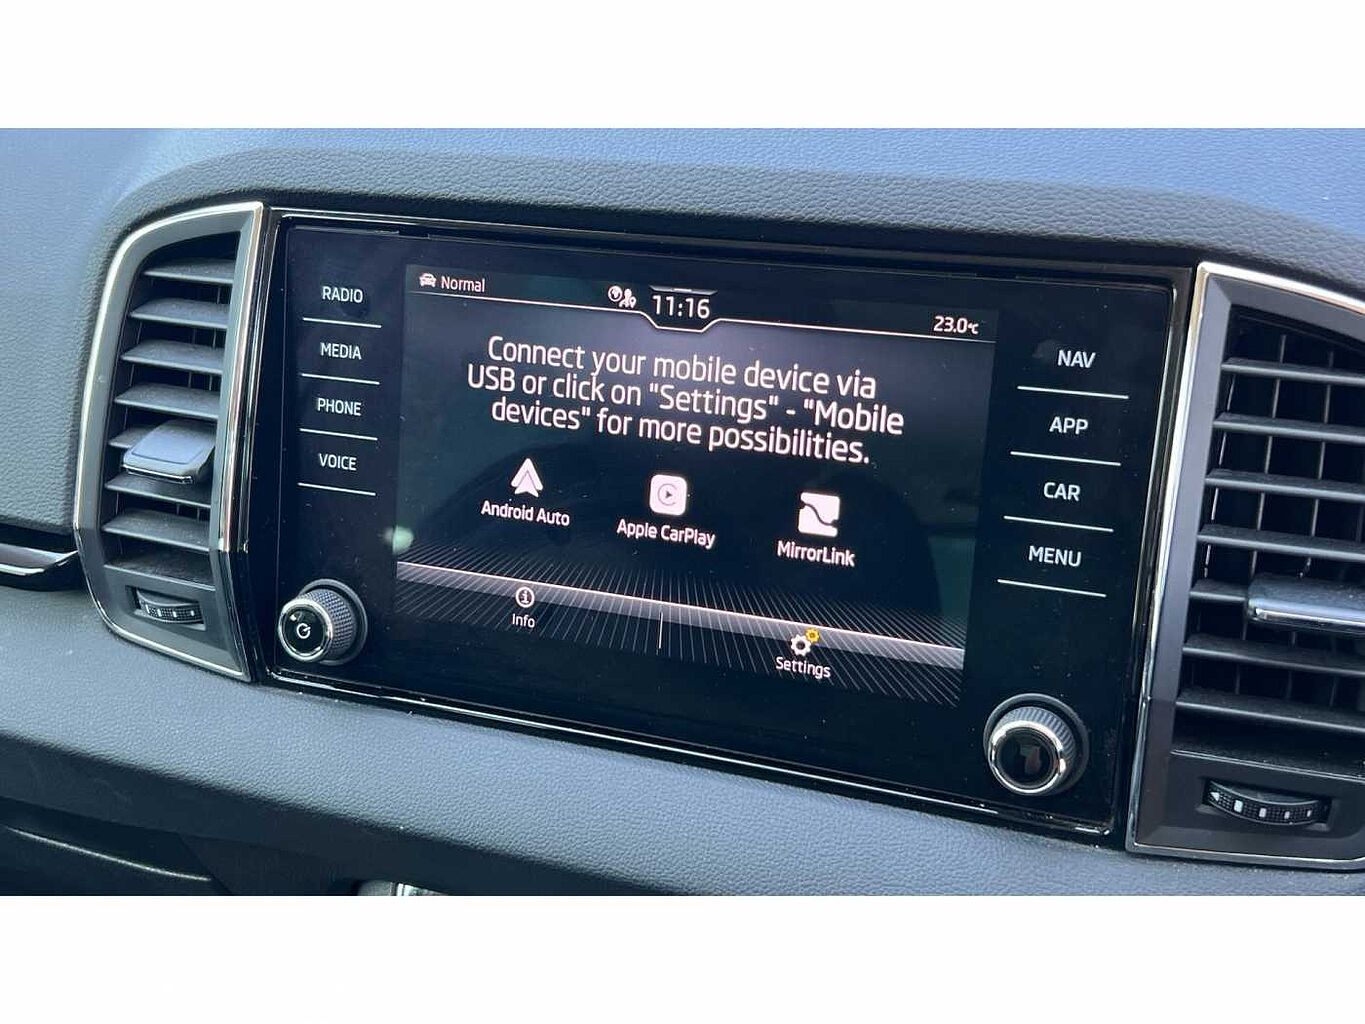 Normal
11:16
23.0°C
RADIO
MEDIA
PHONE
VOICE
Connect your mobile device via
USB or click on "Settings" - "Mobile
devices" for more possibilities.
Android Auto
Apple CarPlay
MirrorLink
Info
Settings
NAV
APP
CAR
MENU